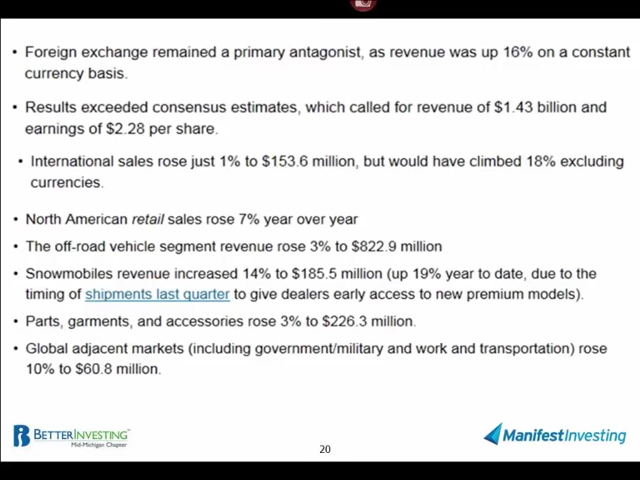 • Foreign exchange remained a primary antagonist, as revenue was up 16% on a constant
currency basis.
• Results exceeded consensus estimates, which called for revenue of $1.43 billion and
earnings of $2.28 per share.
• International sales rose just 1% to $153.6 million, but would have climbed 18% excluding
currencies.
• North American retail sales rose 7% year over year
• The off-road vehicle segment revenue rose 3% to $822.9 million
• Snowmobiles revenue increased 14% to $185.5 million (up 19% year to date, due to the
timing of shipments last quarter to give dealers early access to new premium models).
• Parts, garments, and accessories rose 3% to $226.3 million.
• Global adjacent markets (including government/military and work and transportation) rose
10% to $60.8 million.
BETTERINVESTING™
Mid-Michigan Chapter
20
ManifestInvesting